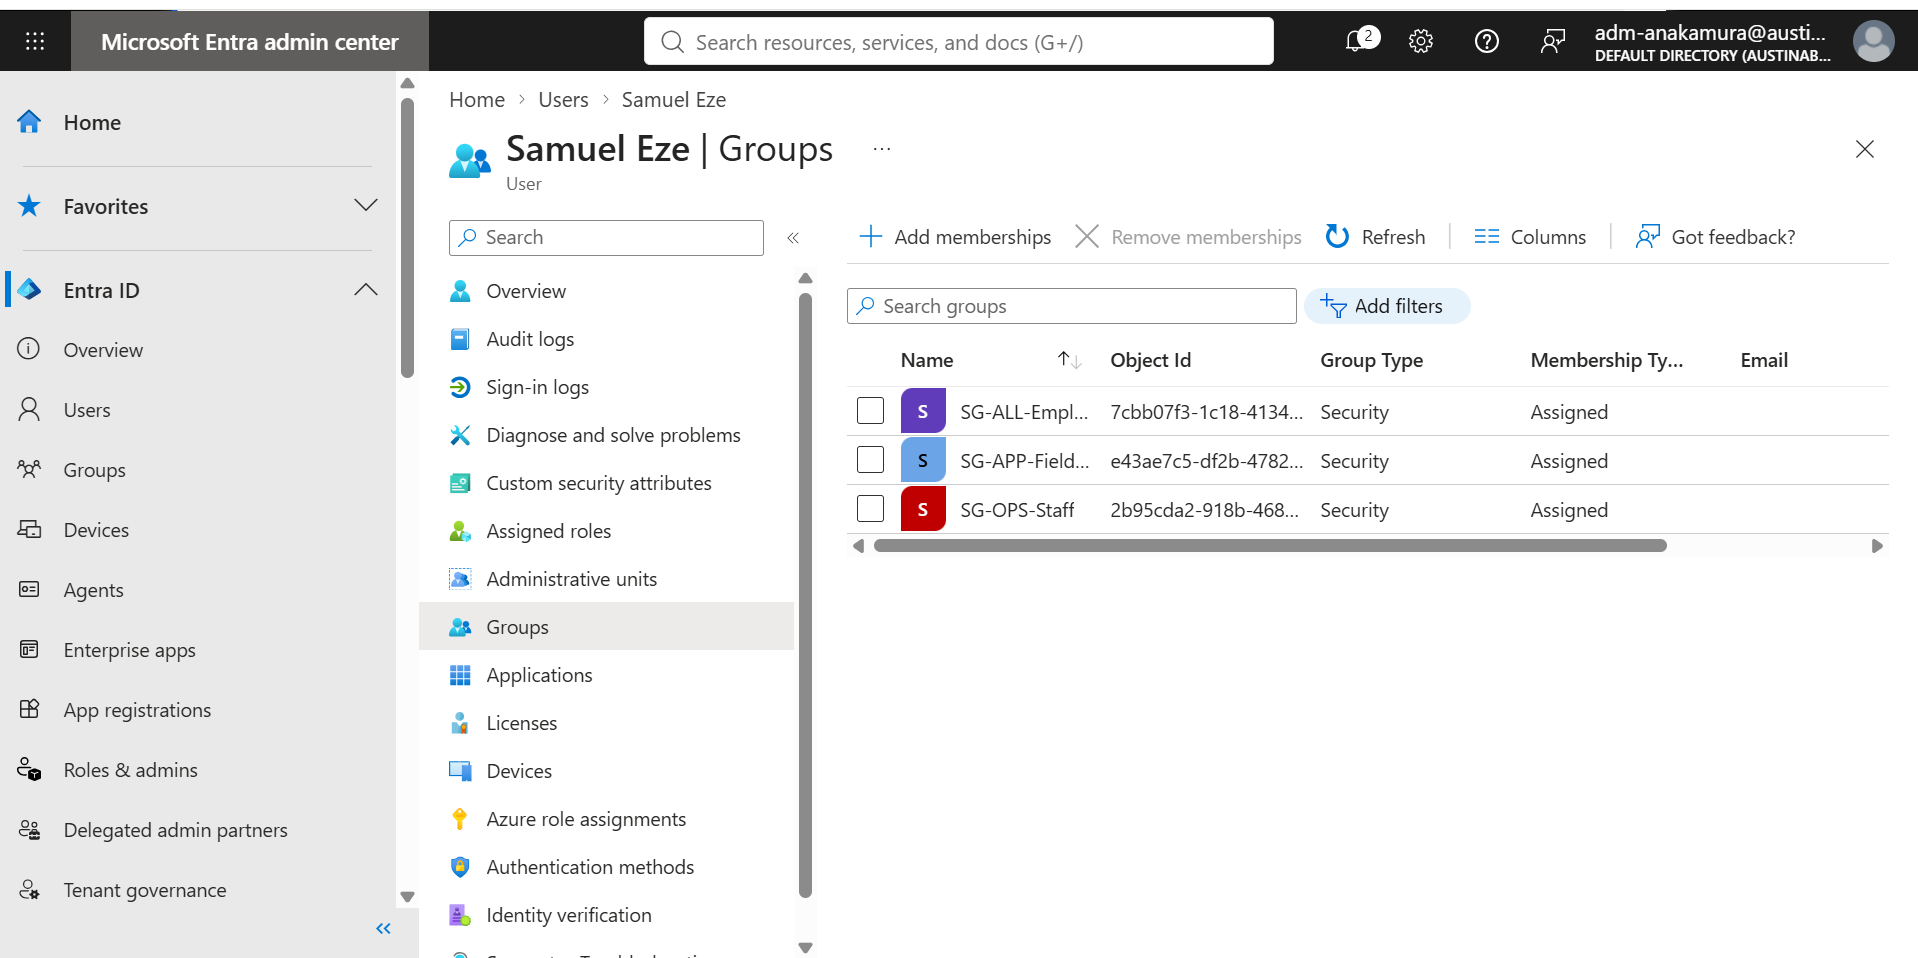 Microsoft Entra admin center
Search resources, services, and docs (G+/)
2
adm-anakamura@austi...
DEFAULT DIRECTORY (AUSTINAB...
Home
Favorites
Entra ID
Overview
Users
Groups
Devices
Agents
Enterprise apps
App registrations
Roles & admins
Delegated admin partners
Tenant governance
Home > Users > Samuel Eze
Samuel Eze | Groups ...
User
Search
Overview
Audit logs
Sign-in logs
Diagnose and solve problems
Custom security attributes
Assigned roles
Administrative units
Groups
Applications
Licenses
Devices
Azure role assignments
Authentication methods
Identity verification
Add memberships Remove memberships Refresh Columns Got feedback?
Search groups Add filters
Name Object Id Group Type Membership Ty... Email
S SG-ALL-Empl... 7cbb07f3-1c18-4134... Security Assigned
S SG-APP-Field... e43ae7c5-df2b-4782... Security Assigned
S SG-OPS-Staff 2b95cda2-918b-468... Security Assigned